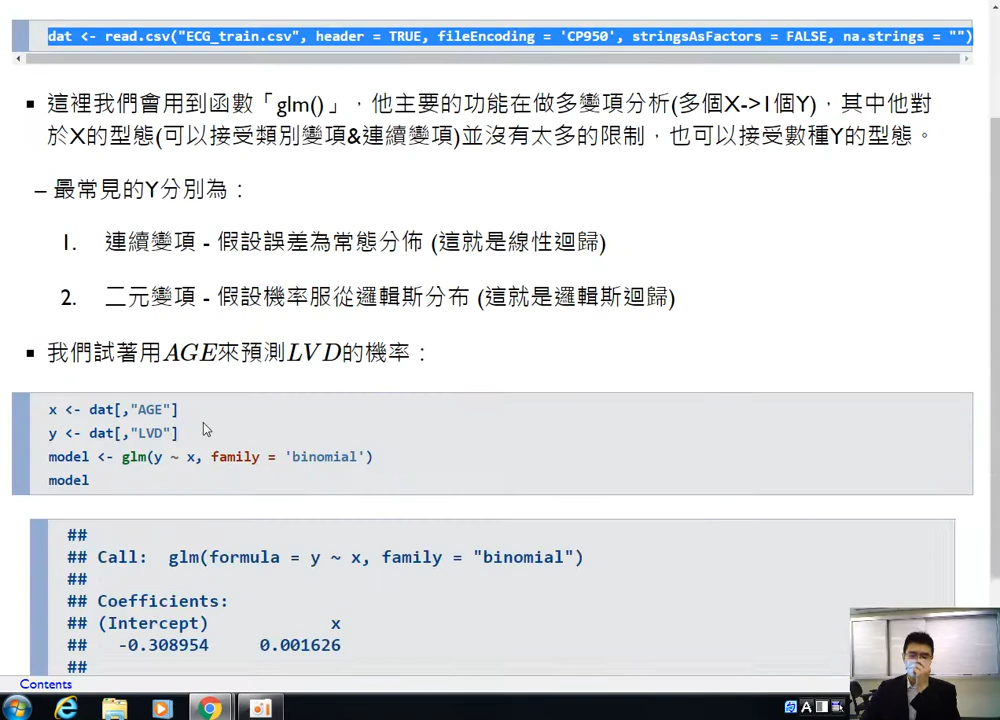 dat <- read.csv("ECG_train.csv", header = TRUE, fileEncoding = 'CP950', stringsAsFactors = FALSE, na.strings = "")
▪ 這裡我們會用到函數「glm()」，他主要的功能在做多變項分析(多個X->1個Y)，其中他對
於X的型態(可以接受類別變項&連續變項)並沒有太多的限制，也可以接受數種Y的型態。
– 最常見的Y分別為：
1. 連續變項 - 假設誤差為常態分佈 (這就是線性迴歸)
2. 二元變項 - 假設機率服從邏輯斯分布 (這就是邏輯斯迴歸)
▪ 我們試著用AGE來預測LVD的機率：
x <- dat[,"AGE"]
y <- dat[,"LVD"]
model <- glm(y ~ x, family = 'binomial')
model
##
## Call:  glm(formula = y ~ x, family = "binomial")
##
## Coefficients:
## (Intercept)            x
##   -0.308954     0.001626
##
Contents